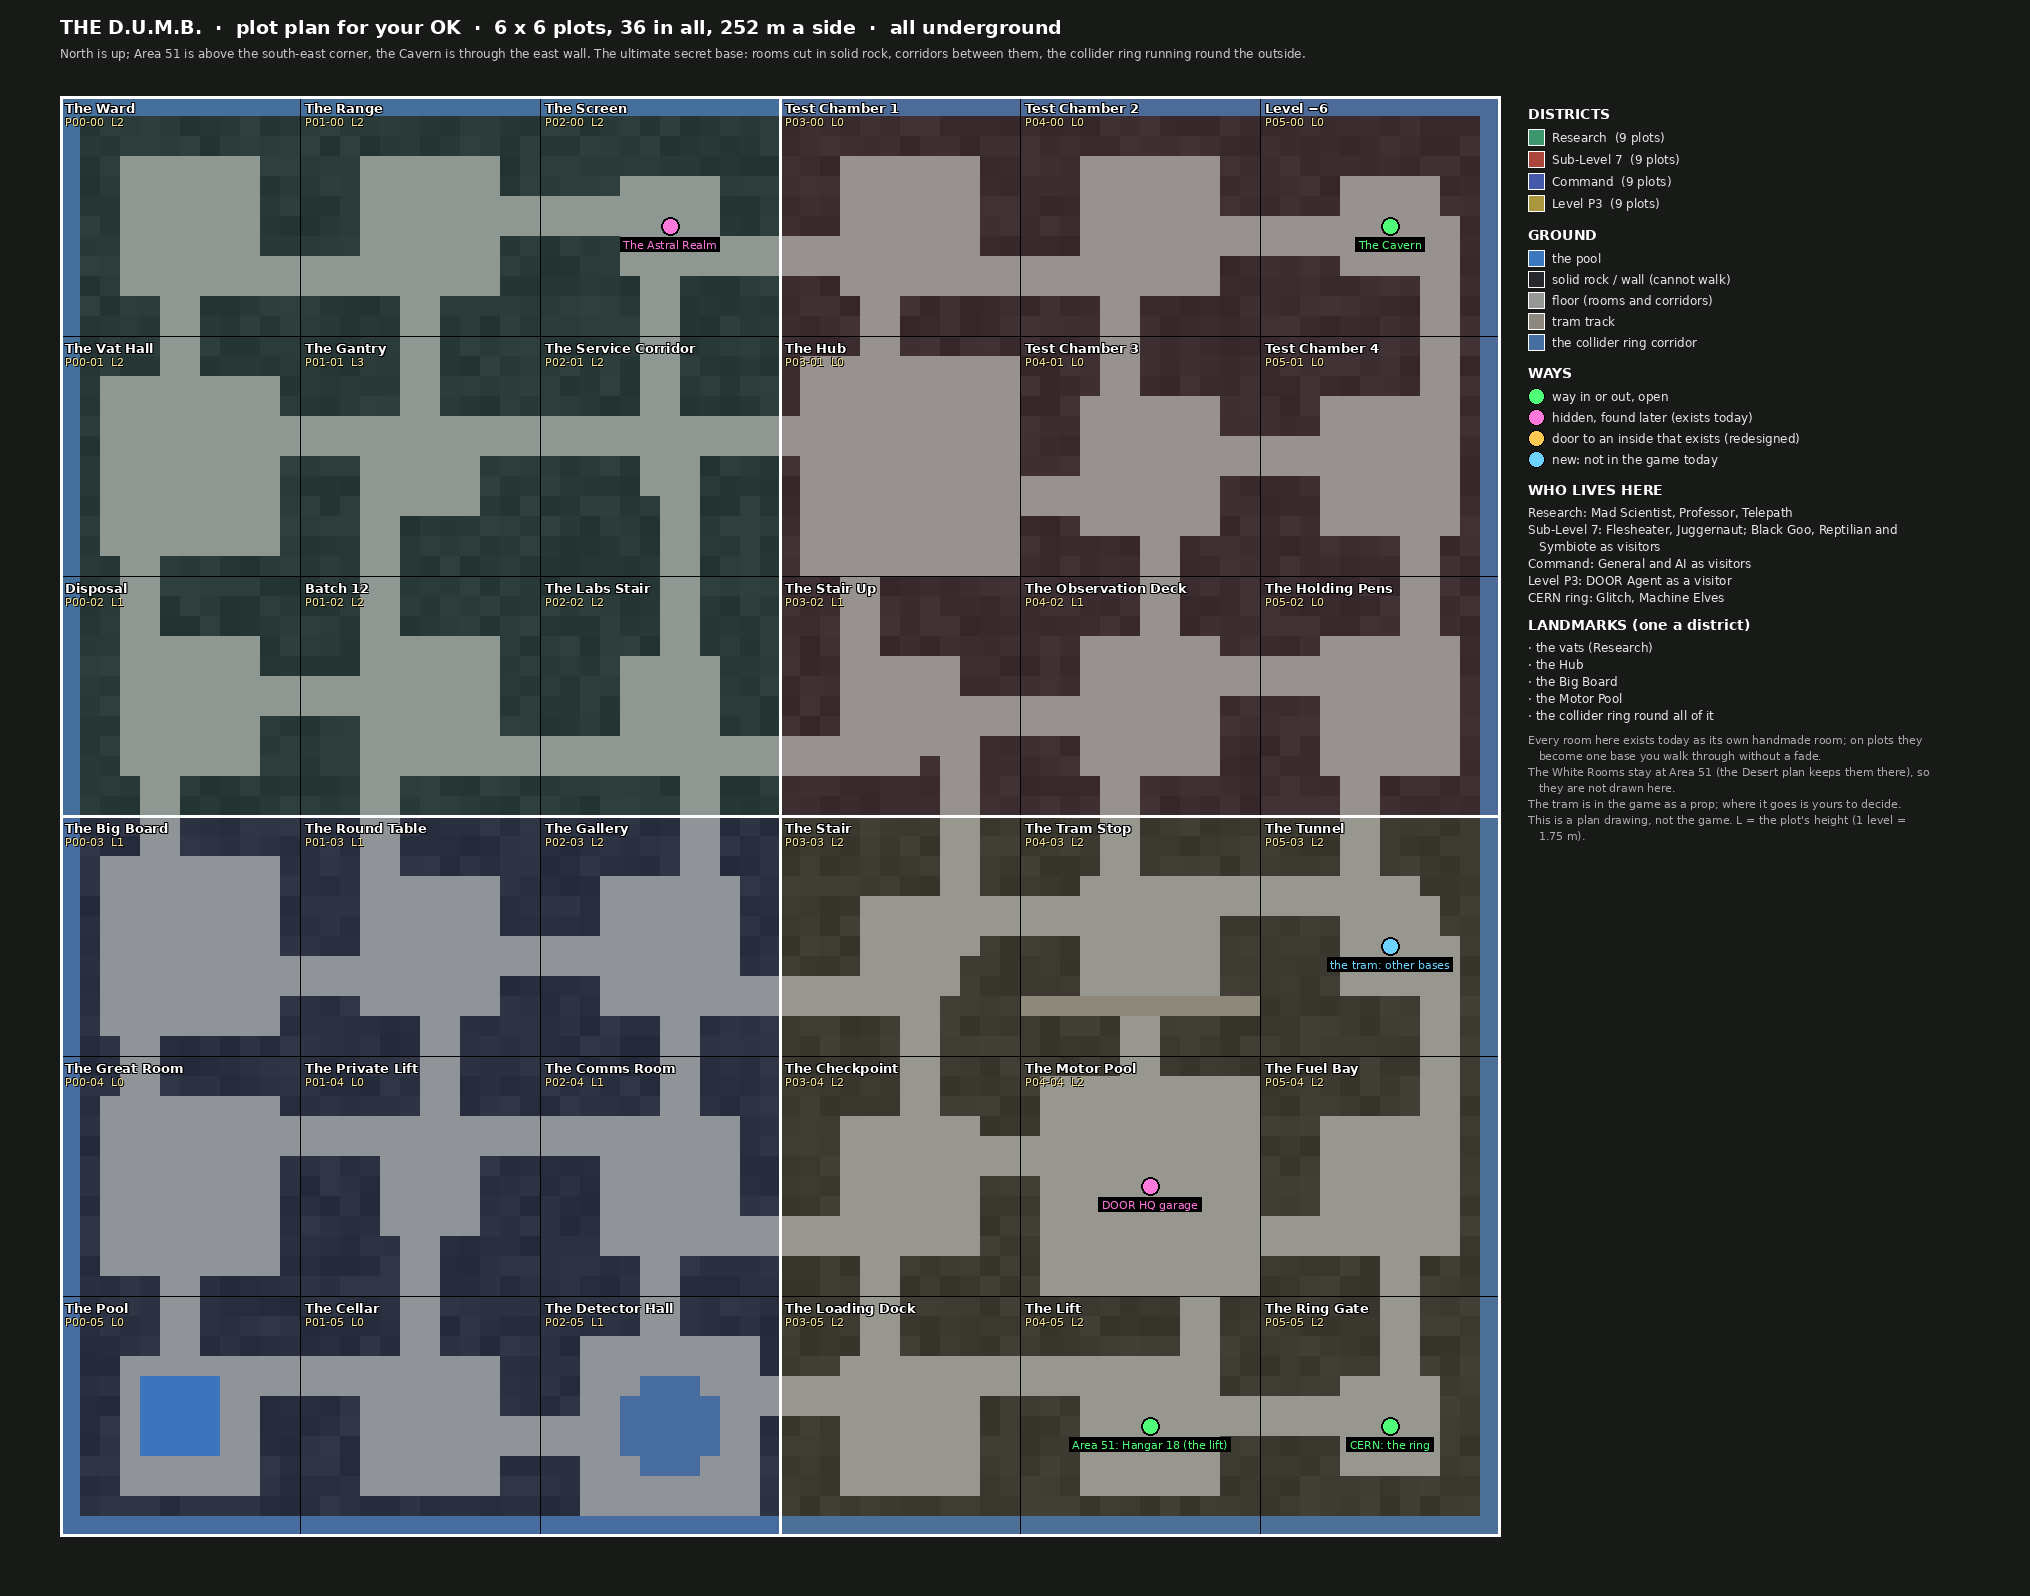 THE D.U.M.B.  ·  plot plan for your OK  ·  6 x 6 plots, 36 in all, 252 m a side  ·  all underground
North is up; Area 51 is above the south-east corner, the Cavern is through the east wall. The ultimate secret base: rooms cut in solid rock, corridors between them, the collider ring running round the outside.
The Ward
P00-00  L2
The Range
P01-00  L2
The Screen
P02-00  L2
Test Chamber 1
P03-00  L0
Test Chamber 2
P04-00  L0
Level −6
P05-00  L0
The Astral Realm
The Cavern
The Vat Hall
P00-01  L2
The Gantry
P01-01  L3
The Service Corridor
P02-01  L2
The Hub
P03-01  L0
Test Chamber 3
P04-01  L0
Test Chamber 4
P05-01  L0
Disposal
P00-02  L1
Batch 12
P01-02  L2
The Labs Stair
P02-02  L2
The Stair Up
P03-02  L1
The Observation Deck
P04-02  L1
The Holding Pens
P05-02  L0
The Big Board
P00-03  L1
The Round Table
P01-03  L1
The Gallery
P02-03  L2
The Stair
P03-03  L2
The Tram Stop
P04-03  L2
The Tunnel
P05-03  L2
the tram: other bases
The Great Room
P00-04  L0
The Private Lift
P01-04  L0
The Comms Room
P02-04  L1
The Checkpoint
P03-04  L2
The Motor Pool
P04-04  L2
The Fuel Bay
P05-04  L2
DOOR HQ garage
The Pool
P00-05  L0
The Cellar
P01-05  L0
The Detector Hall
P02-05  L1
The Loading Dock
P03-05  L2
The Lift
P04-05  L2
The Ring Gate
P05-05  L2
Area 51: Hangar 18 (the lift)
CERN: the ring
DISTRICTS
Research  (9 plots)
Sub-Level 7  (9 plots)
Command  (9 plots)
Level P3  (9 plots)
GROUND
the pool
solid rock / wall (cannot walk)
floor (rooms and corridors)
tram track
the collider ring corridor
WAYS
way in or out, open
hidden, found later (exists today)
door to an inside that exists (redesigned)
new: not in the game today
WHO LIVES HERE
Research: Mad Scientist, Professor, Telepath
Sub-Level 7: Flesheater, Juggernaut; Black Goo, Reptilian and
Symbiote as visitors
Command: General and AI as visitors
Level P3: DOOR Agent as a visitor
CERN ring: Glitch, Machine Elves
LANDMARKS (one a district)
· the vats (Research)
· the Hub
· the Big Board
· the Motor Pool
· the collider ring round all of it
Every room here exists today as its own handmade room; on plots they
become one base you walk through without a fade.
The White Rooms stay at Area 51 (the Desert plan keeps them there), so
they are not drawn here.
The tram is in the game as a prop; where it goes is yours to decide.
This is a plan drawing, not the game. L = the plot's height (1 level =
1.75 m).